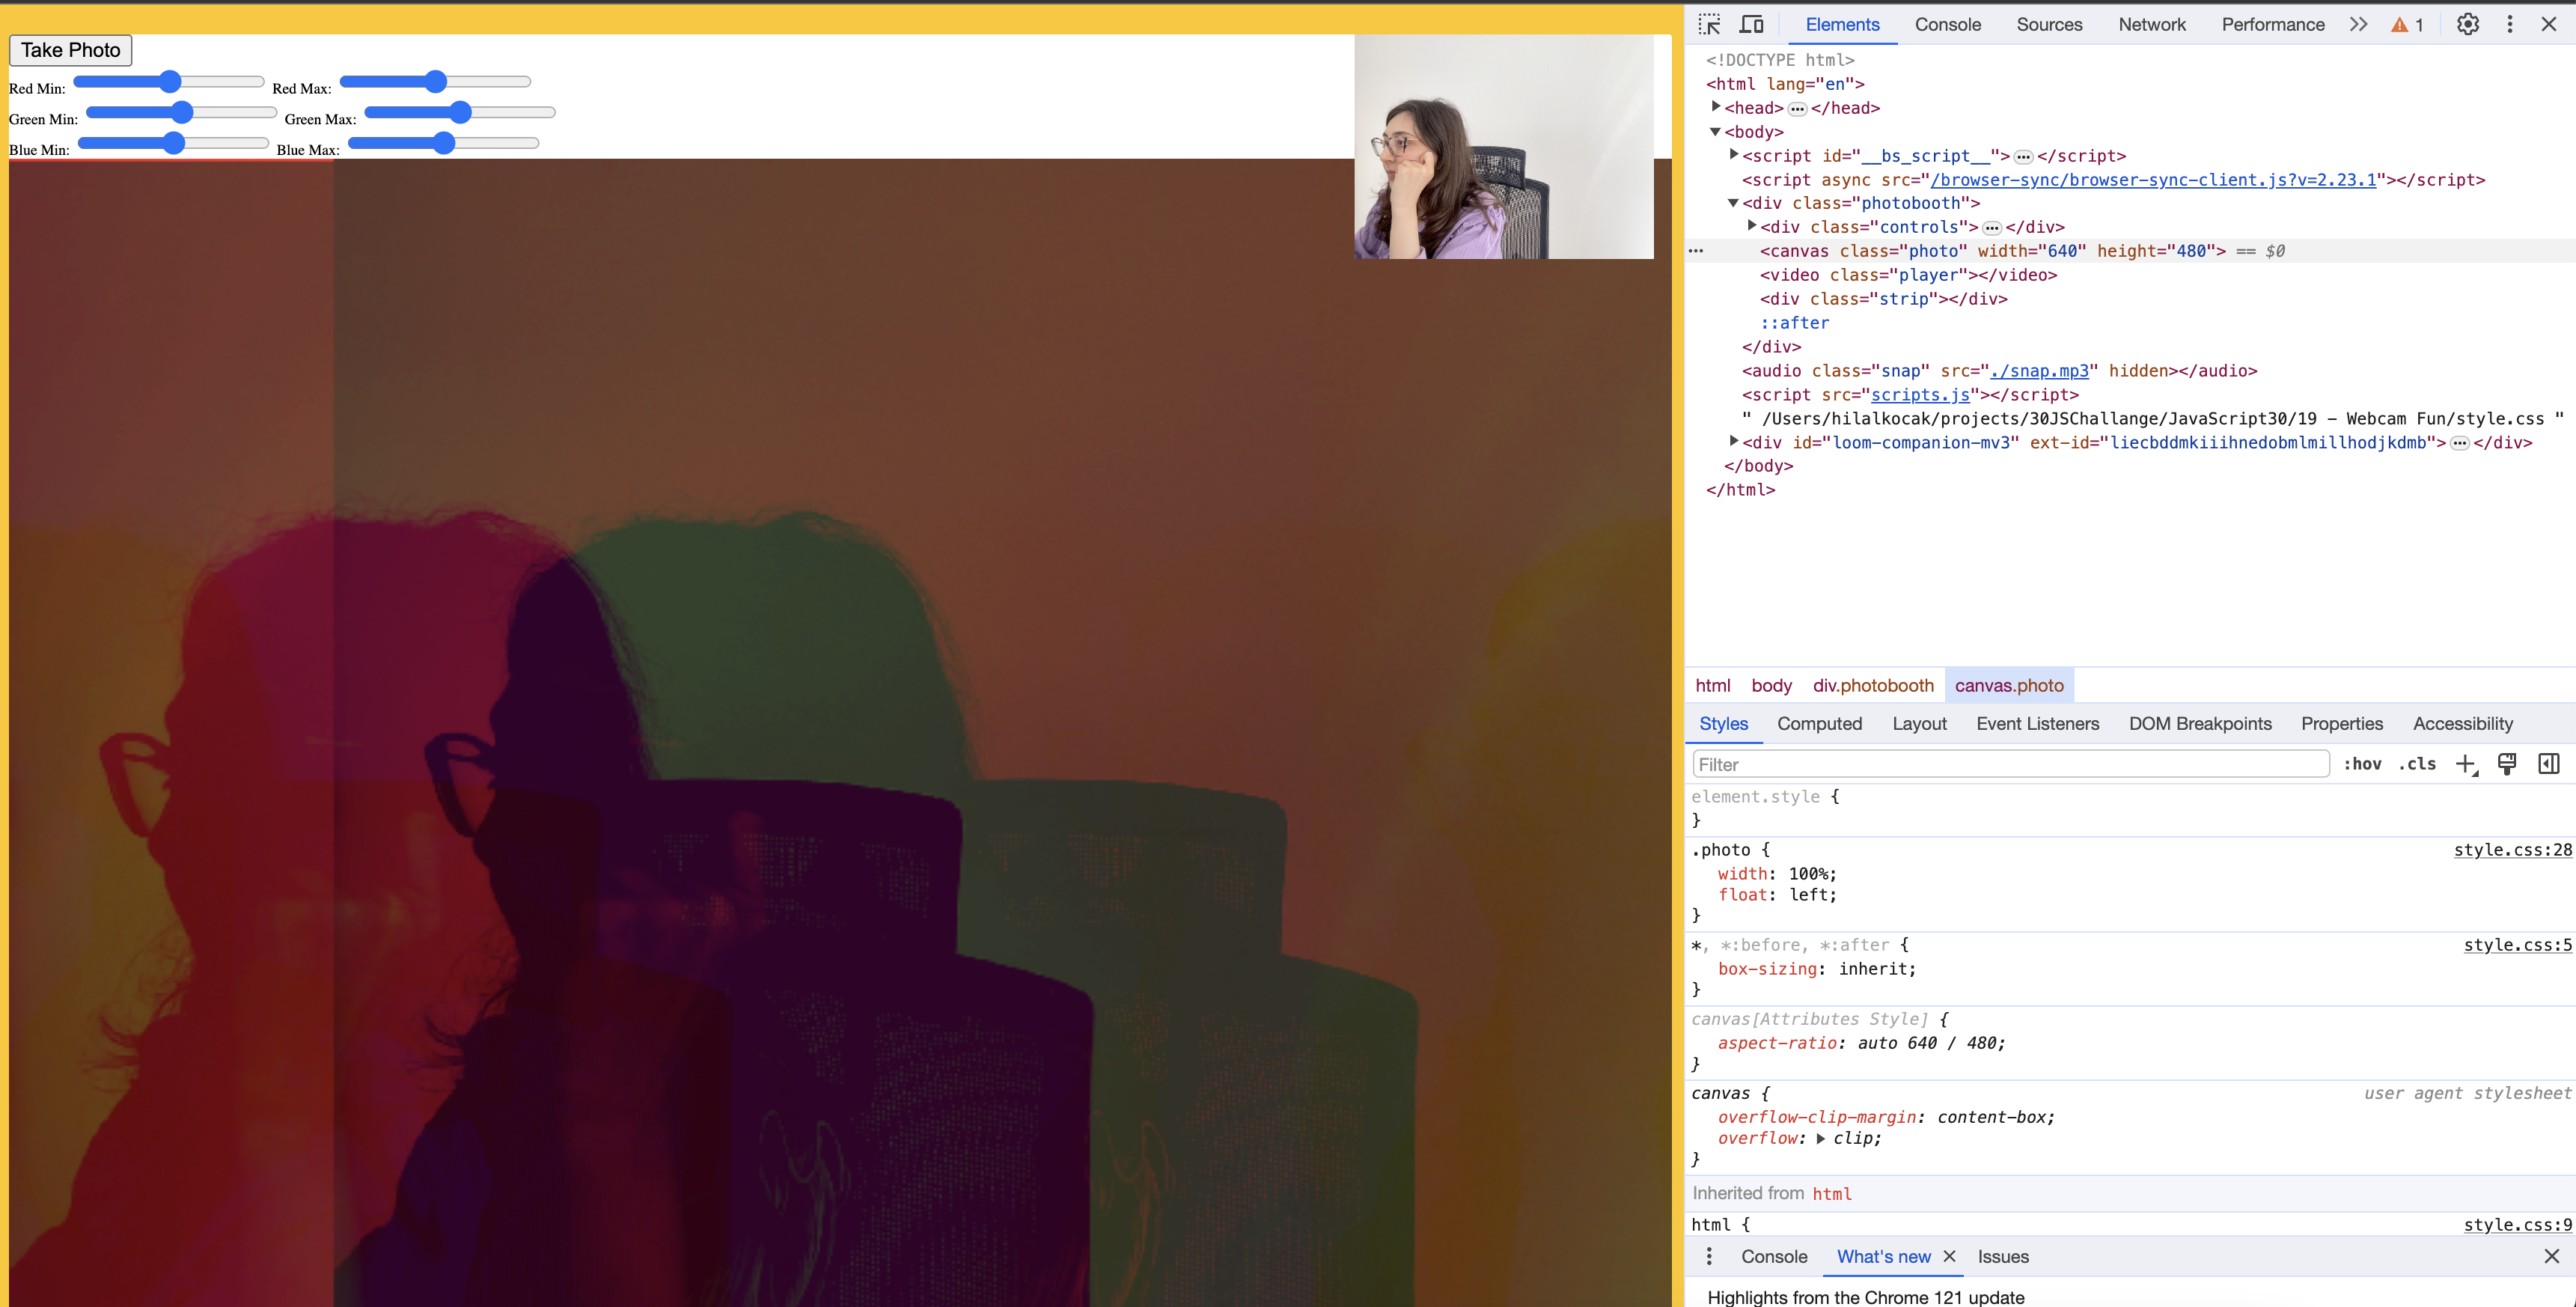 Take Photo
Red Min: Red Max:
Green Min: Green Max:
Blue Min: Blue Max:
Elements Console Sources Network Performance 1
<!DOCTYPE html>
<html lang="en">
<head> ••• </head>
<body>
<script id="__bs_script__"> ••• </script>
<script async src="/browser-sync/browser-sync-client.js?v=2.23.1"></script>
<div class="photobooth">
<div class="controls"> ••• </div>
••• <canvas class="photo" width="640" height="480"> == $0
<video class="player"></video>
<div class="strip"></div>
::after
</div>
<audio class="snap" src="./snap.mp3" hidden></audio>
<script src="scripts.js"></script>
" /Users/hilalkocak/projects/30JSChallange/JavaScript30/19 – Webcam Fun/style.css "
<div id="loom-companion-mv3" ext-id="liecbddmkiiihnedobmlmillhodjkdmb"> ••• </div>
</body>
</html>
html body div.photobooth canvas.photo
Styles Computed Layout Event Listeners DOM Breakpoints Properties Accessibility
Filter :hov .cls
element.style {
}
.photo { style.css:28
width: 100%;
float: left;
}
*, *:before, *:after { style.css:5
box-sizing: inherit;
}
canvas[Attributes Style] {
aspect-ratio: auto 640 / 480;
}
canvas { user agent stylesheet
overflow-clip-margin: content-box;
overflow: clip;
}
Inherited from html
html { style.css:9
Console What's new Issues
Highlights from the Chrome 121 update